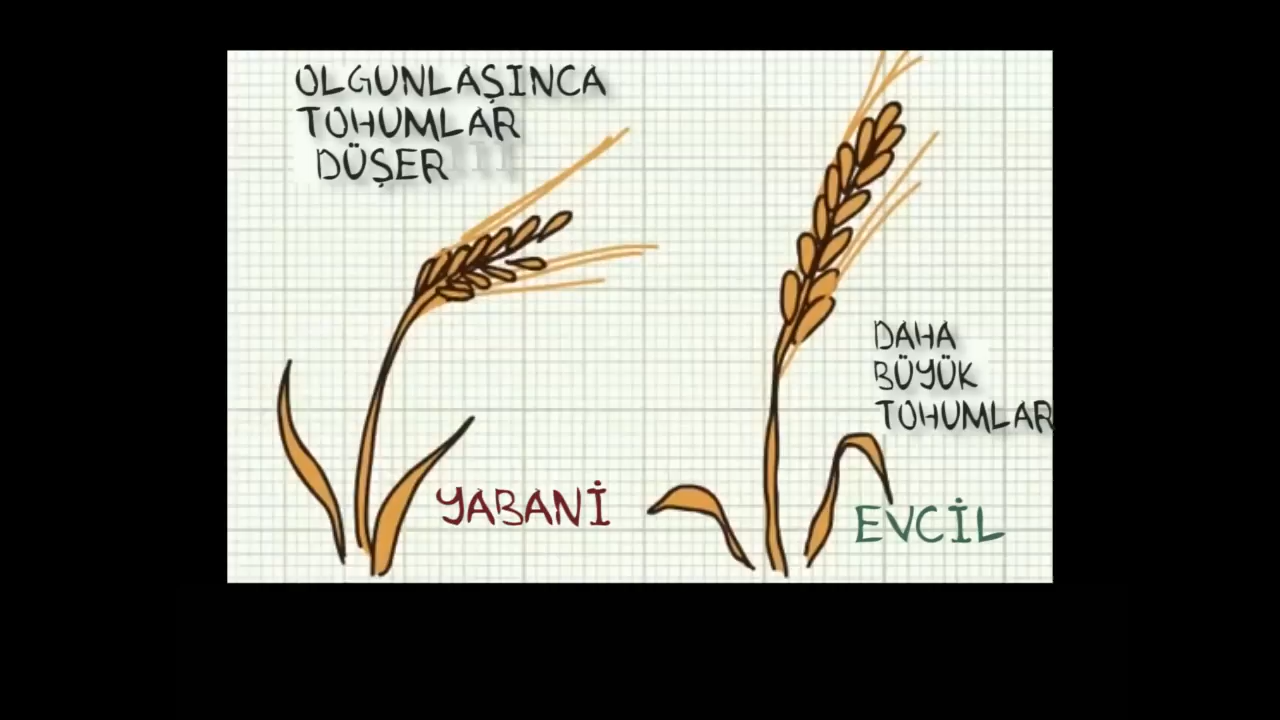 OLGUNLAŞINCA
TOHUMLAR
DÜŞER
DAHA
BÜYÜK
TOHUMLAR
YABANİ
EVCİL